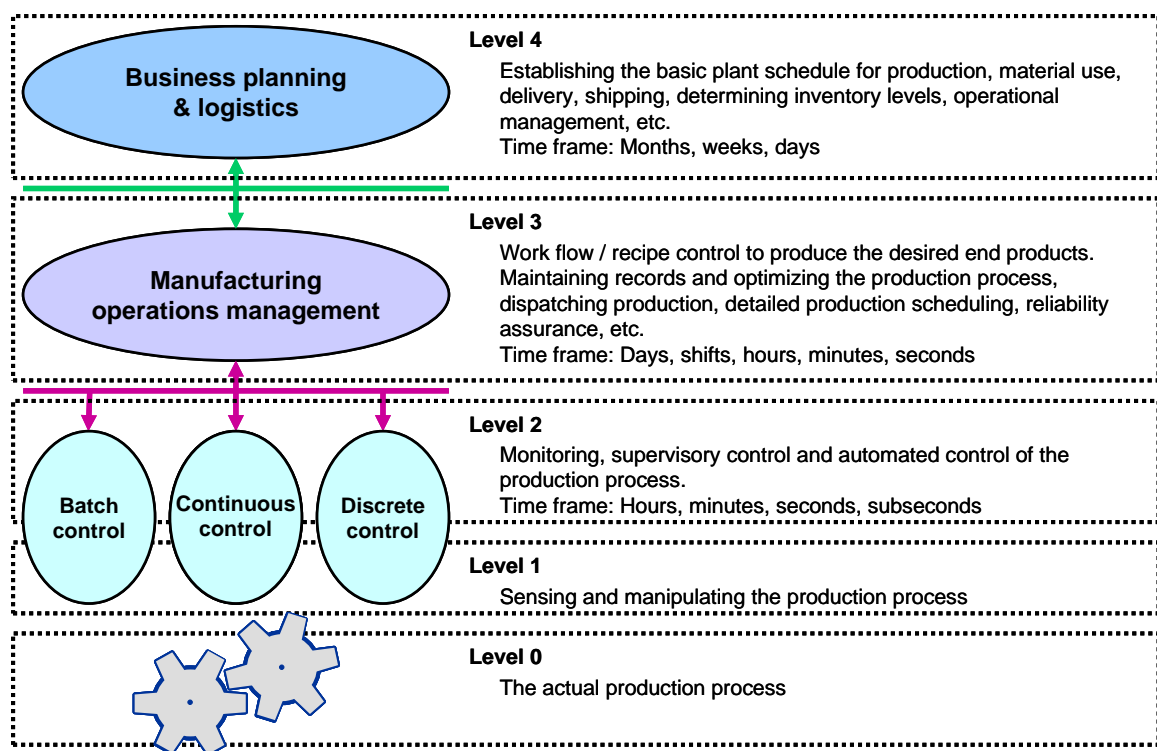 Business planning
& logistics
Level 4
Establishing the basic plant schedule for production, material use,
delivery, shipping, determining inventory levels, operational
management, etc.
Time frame: Months, weeks, days
Manufacturing
operations management
Level 3
Work flow / recipe control to produce the desired end products.
Maintaining records and optimizing the production process,
dispatching production, detailed production scheduling, reliability
assurance, etc.
Time frame: Days, shifts, hours, minutes, seconds
Batch
control
Continuous
control
Discrete
control
Level 2
Monitoring, supervisory control and automated control of the
production process.
Time frame: Hours, minutes, seconds, subseconds
Level 1
Sensing and manipulating the production process
Level 0
The actual production process